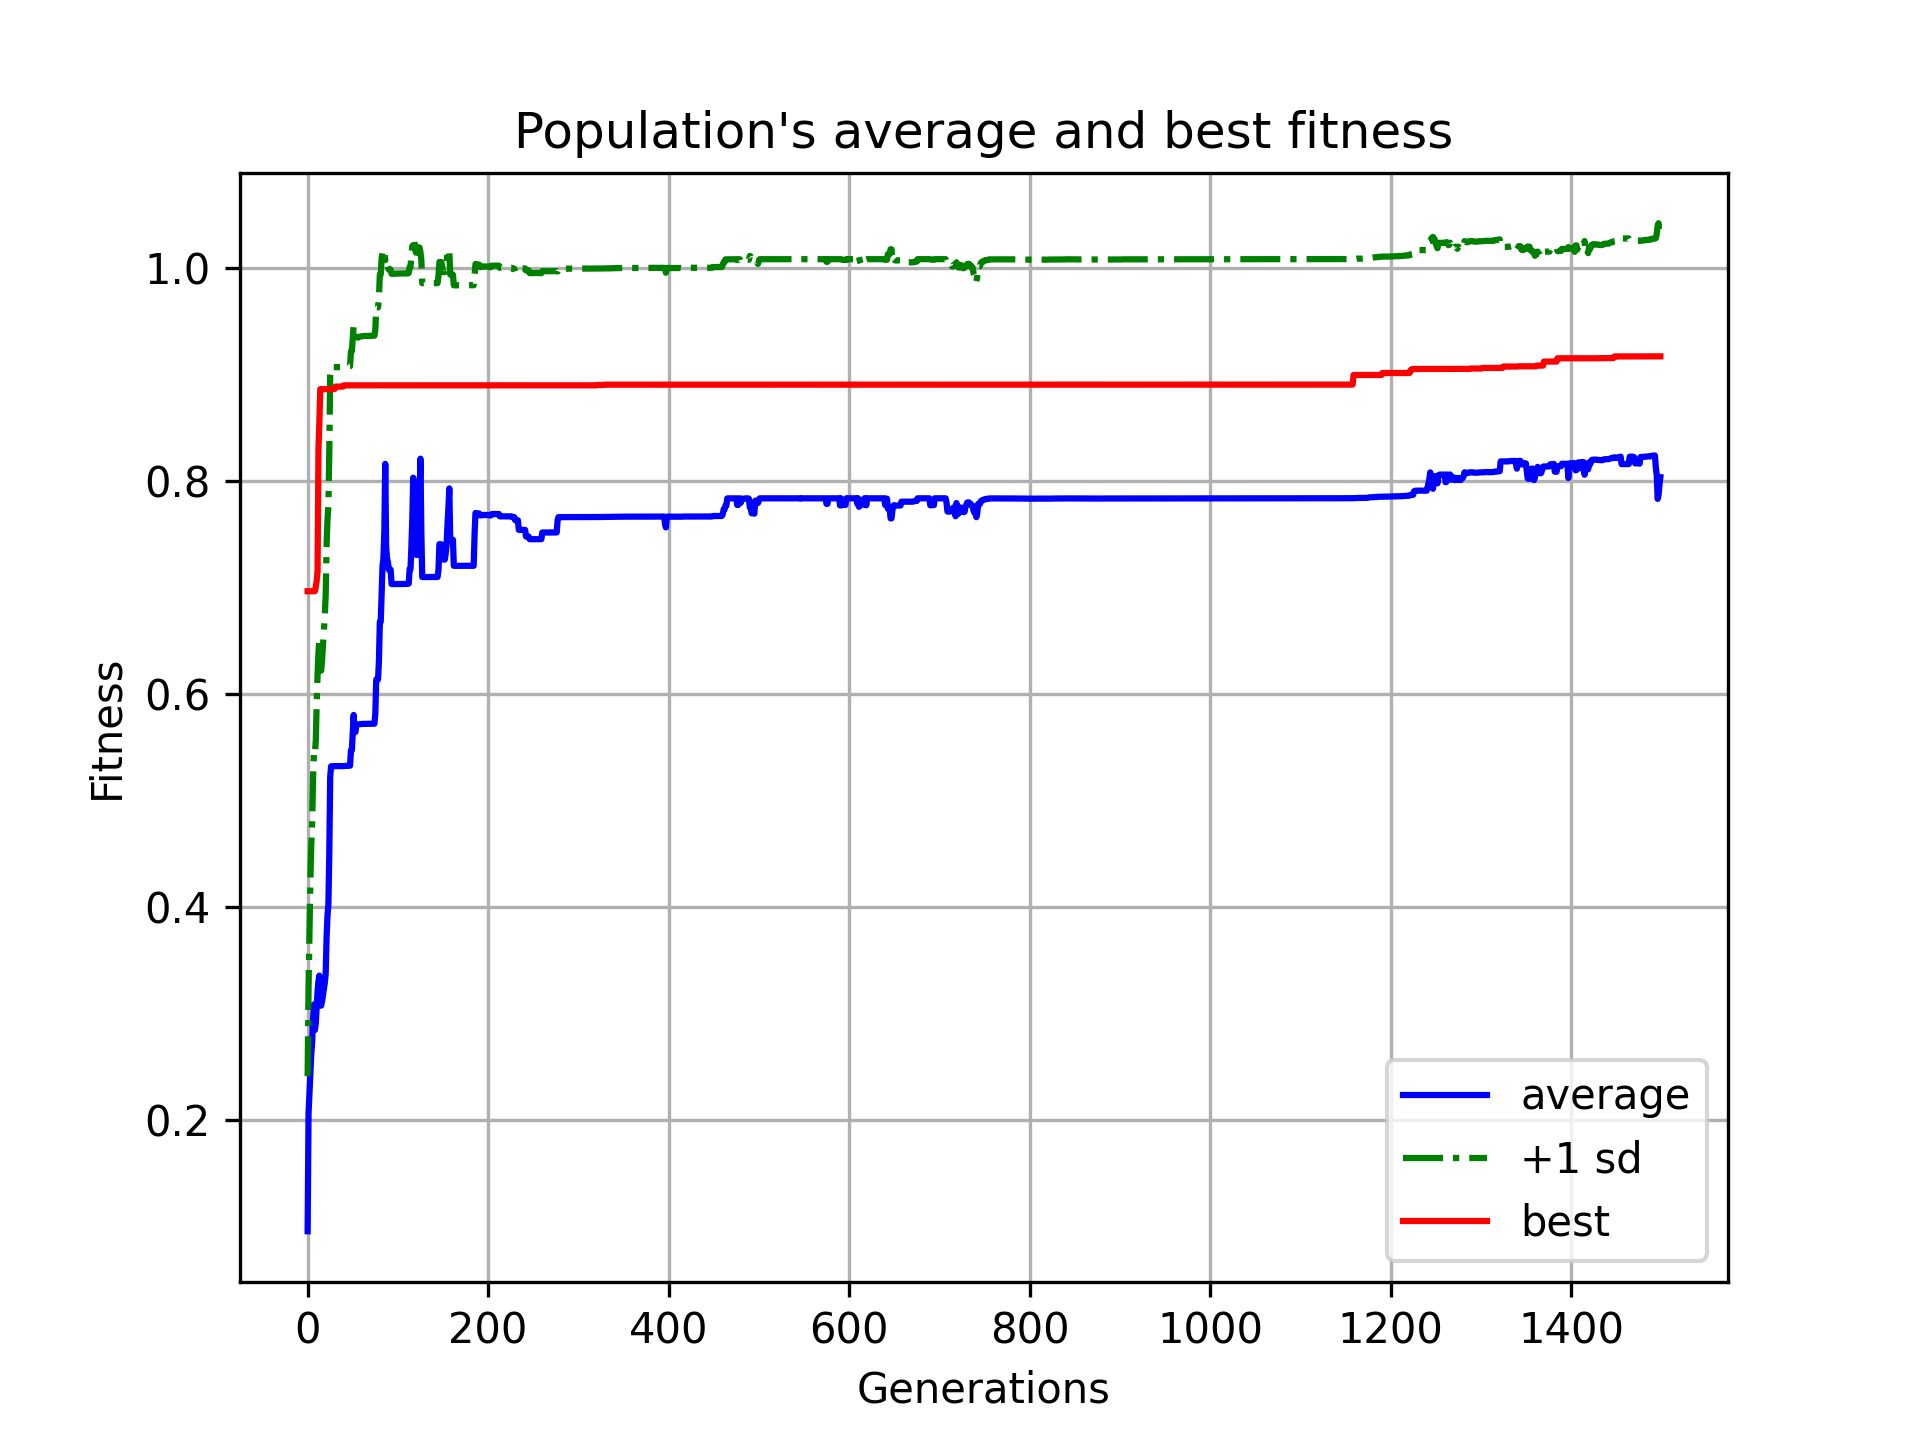 Population's average and best fitness
Fitness
1.0
0.8
0.6
0.4
0.2
0 200 400 600 800 1000 1200 1400
Generations
average
+1 sd
best